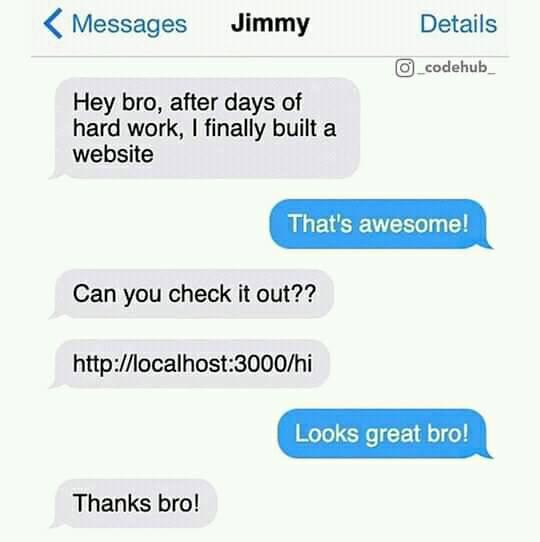 Messages Jimmy Details
_codehub_
Hey bro, after days of
hard work, I finally built a
website
That's awesome!
Can you check it out??
http://localhost:3000/hi
Looks great bro!
Thanks bro!